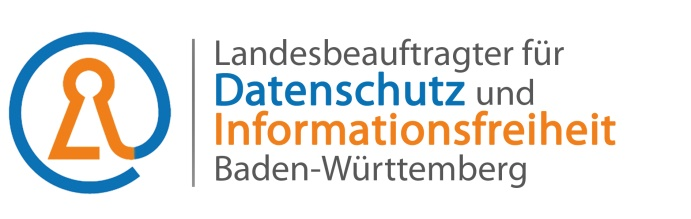 Landesbeauftragter für
Datenschutz und
Informationsfreiheit
Baden-Württemberg